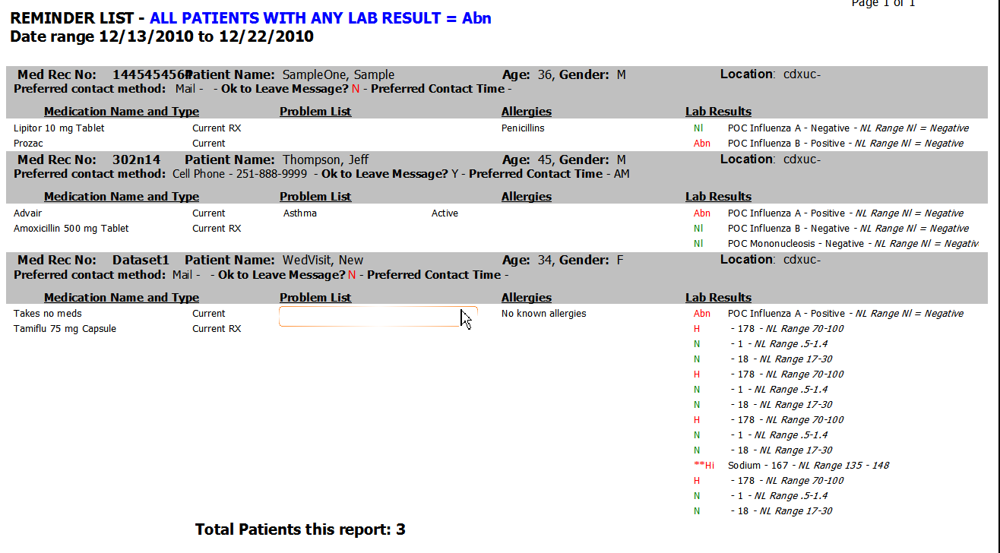 Page 1 of 1
REMINDER LIST - ALL PATIENTS WITH ANY LAB RESULT = Abn
Date range 12/13/2010 to 12/22/2010
Med Rec No: 1445454564 Patient Name: SampleOne, Sample Age: 36, Gender: M Location: cdxuc-
Preferred contact method: Mail - - Ok to Leave Message? N - Preferred Contact Time -
Medication Name and Type Problem List Allergies Lab Results
Lipitor 10 mg Tablet Current RX Penicillins Nl POC Influenza A - Negative - NL Range Nl = Negative
Prozac Current Abn POC Influenza B - Positive - NL Range Nl = Negative
Med Rec No: 302n14 Patient Name: Thompson, Jeff Age: 45, Gender: M Location: cdxuc-
Preferred contact method: Cell Phone - 251-888-9999 - Ok to Leave Message? Y - Preferred Contact Time - AM
Medication Name and Type Problem List Allergies Lab Results
Advair Current Asthma Active Abn POC Influenza A - Positive - NL Range Nl = Negative
Amoxicillin 500 mg Tablet Current RX Nl POC Influenza B - Negative - NL Range Nl = Negative
Nl POC Mononucleosis - Negative - NL Range Nl = Negativ
Med Rec No: Dataset1 Patient Name: WedVisit, New Age: 34, Gender: F Location: cdxuc-
Preferred contact method: Mail - - Ok to Leave Message? N - Preferred Contact Time -
Medication Name and Type Problem List Allergies Lab Results
Takes no meds Current No known allergies Abn POC Influenza A - Positive - NL Range Nl = Negative
Tamiflu 75 mg Capsule Current RX H - 178 - NL Range 70-100
N - 1 - NL Range .5-1.4
N - 18 - NL Range 17-30
H - 178 - NL Range 70-100
N - 1 - NL Range .5-1.4
N - 18 - NL Range 17-30
H - 178 - NL Range 70-100
N - 1 - NL Range .5-1.4
N - 18 - NL Range 17-30
**Hi Sodium - 167 - NL Range 135 - 148
H - 178 - NL Range 70-100
N - 1 - NL Range .5-1.4
N - 18 - NL Range 17-30
Total Patients this report: 3